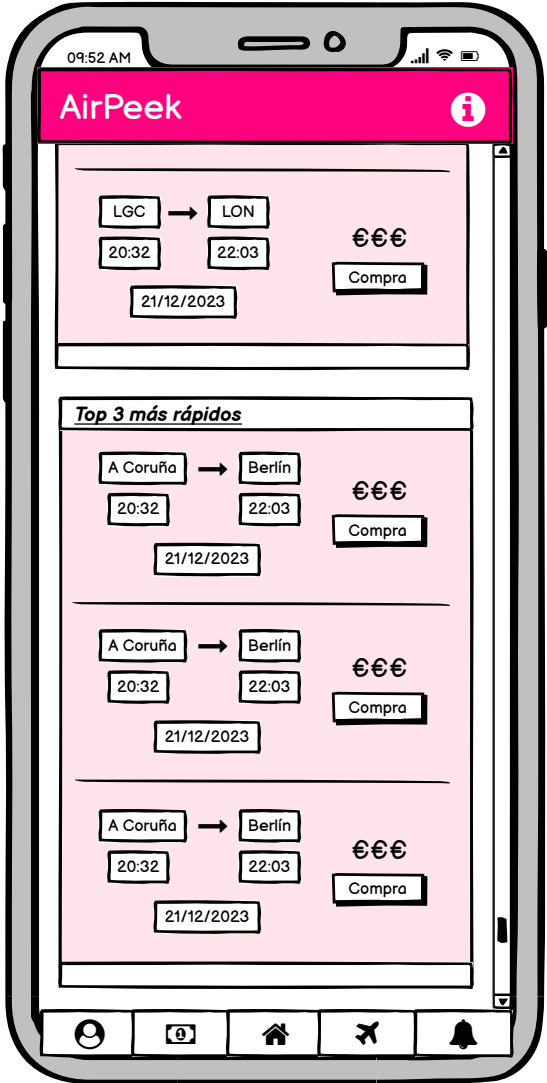 09:52 AM
AirPeek
LGC LON
20:32 22:03
€€€
Compra
21/12/2023
Top 3 más rápidos
A Coruña Berlín
€€€
20:32 22:03
Compra
21/12/2023
A Coruña Berlín
€€€
20:32 22:03
Compra
21/12/2023
A Coruña Berlín
€€€
20:32 22:03
Compra
21/12/2023